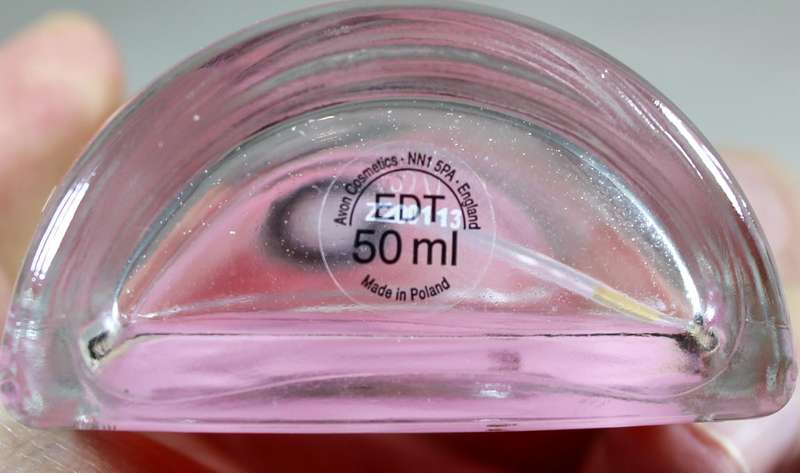 Avon Cosmetics · NN1 5PA · England
EDT
50 ml
Made in Poland